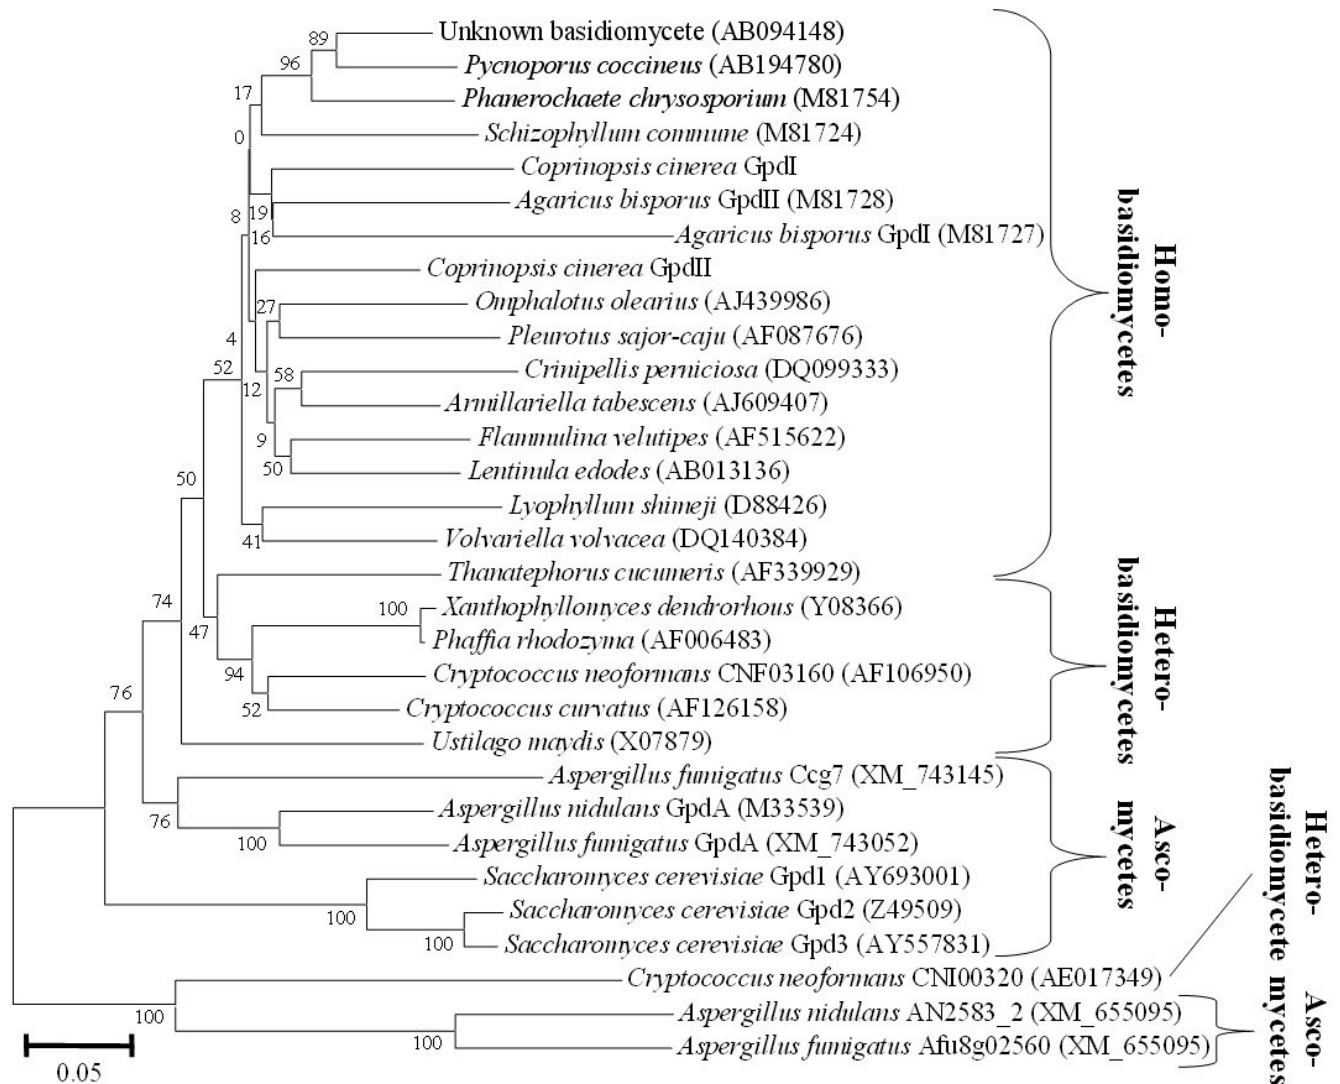 Unknown basidiomycete (AB094148)
Pycnoporus coccineus (AB194780)
Phanerochaete chrysosporium (M81754)
Schizophyllum commune (M81724)
Coprinopsis cinerea GpdI
Agaricus bisporus GpdII (M81728)
Agaricus bisporus GpdI (M81727)
Coprinopsis cinerea GpdII
Omphalotus olearius (AJ439986)
Pleurotus sajor-caju (AF087676)
Crinipellis perniciosa (DQ099333)
Armillariella tabescens (AJ609407)
Flammulina velutipes (AF515622)
Lentinula edodes (AB013136)
Lyophyllum shimeji (D88426)
Volvariella volvacea (DQ140384)
Thanatephorus cucumeris (AF339929)
Xanthophyllomyces dendrorhous (Y08366)
Phaffia rhodozyma (AF006483)
Cryptococcus neoformans CNF03160 (AF106950)
Cryptococcus curvatus (AF126158)
Ustilago maydis (X07879)
Aspergillus fumigatus Ccg7 (XM_743145)
Aspergillus nidulans GpdA (M33539)
Aspergillus fumigatus GpdA (XM_743052)
Saccharomyces cerevisiae Gpd1 (AY693001)
Saccharomyces cerevisiae Gpd2 (Z49509)
Saccharomyces cerevisiae Gpd3 (AY557831)
Cryptococcus neoformans CNI00320 (AE017349)
Aspergillus nidulans AN2583_2 (XM_655095)
Aspergillus fumigatus Afu8g02560 (XM_655095)
89
96
17
0
8
19
16
27
4
52
12
58
9
50
50
41
74
100
47
94
52
76
76
100
100
100
100
100
0.05
Homo-
basidiomycetes
Hetero-
basidiomycetes
Asco-
mycetes
Hetero-
basidiomycete
Asco-
mycetes